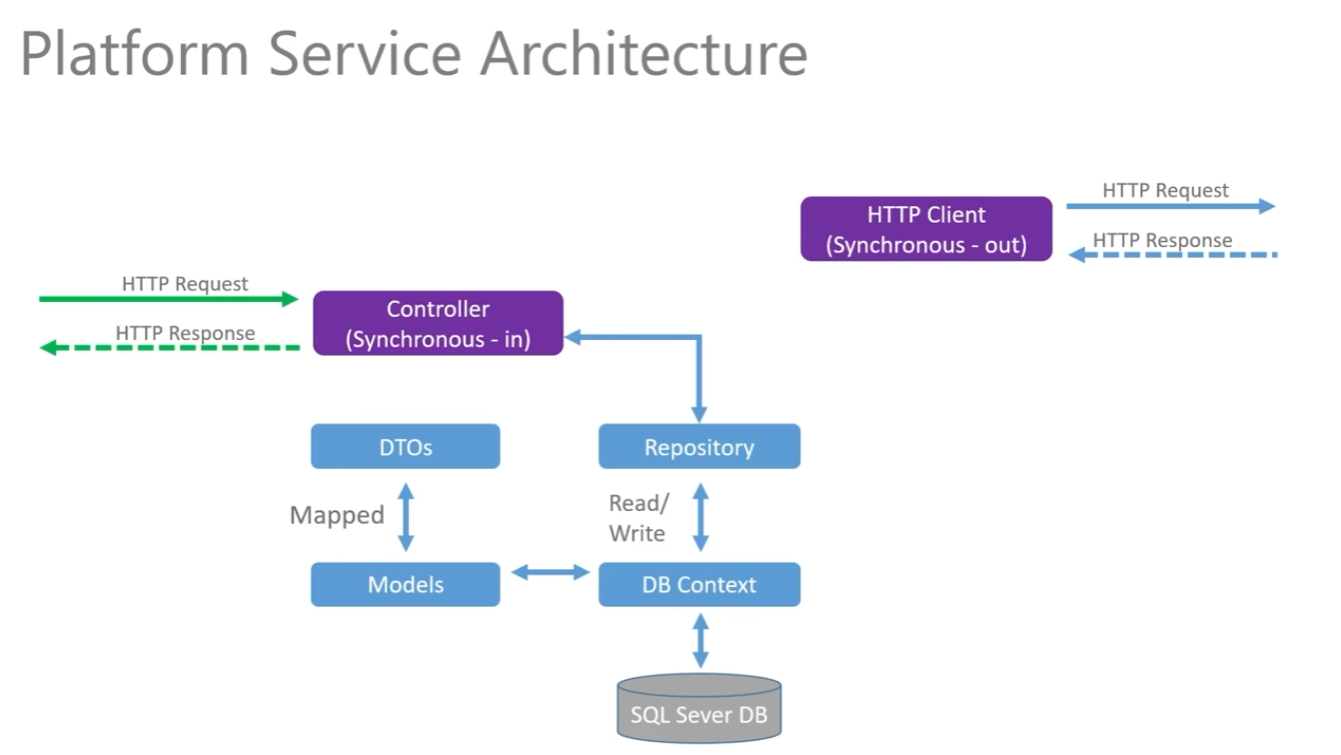 Platform Service Architecture
HTTP Request
HTTP Client
(Synchronous - out)
HTTP Response
HTTP Request
HTTP Response
Controller
(Synchronous - in)
DTOs
Repository
Mapped
Read/
Write
Models
DB Context
SQL Sever DB